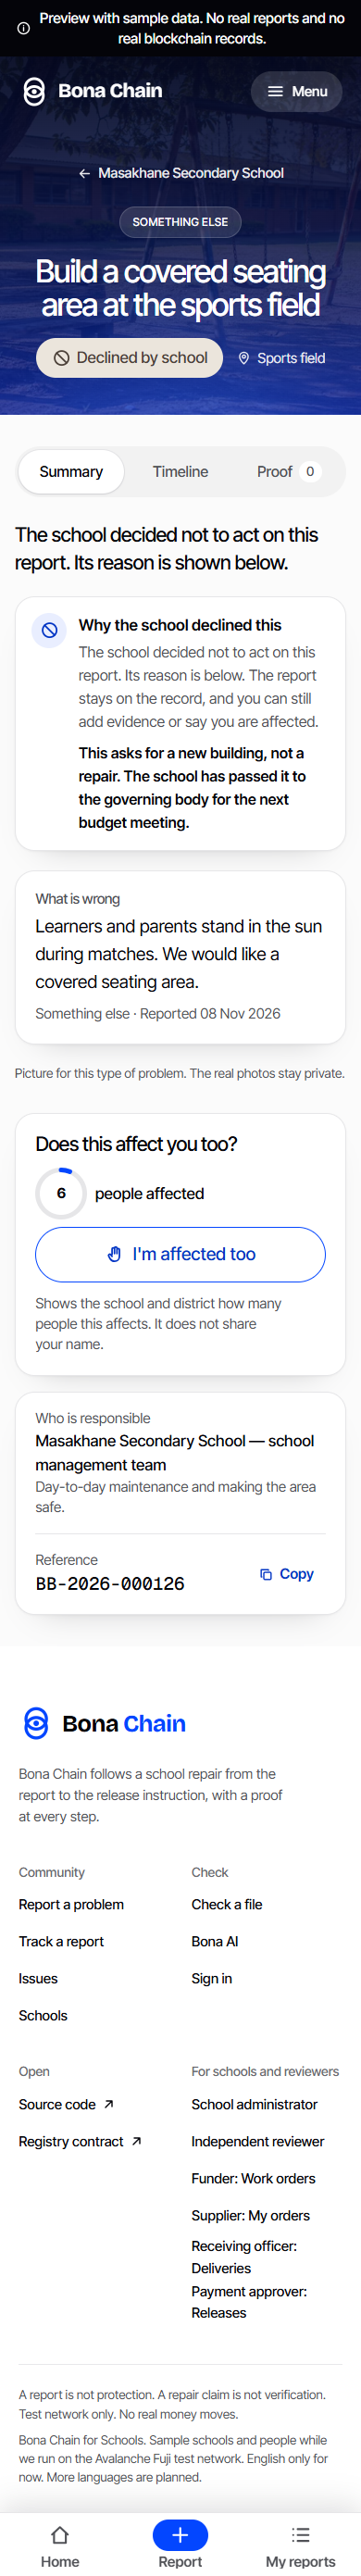 Preview with sample data. No real reports and no
real blockchain records.
Bona Chain
Menu
← Masakhane Secondary School
SOMETHING ELSE
Build a covered seating
area at the sports field
Declined by school
Sports field
Summary
Timeline
Proof 0
The school decided not to act on this
report. Its reason is shown below.
Why the school declined this
The school decided not to act on this
report. Its reason is below. The report
stays on the record, and you can still
add evidence or say you are affected.
This asks for a new building, not a
repair. The school has passed it to
the governing body for the next
budget meeting.
What is wrong
Learners and parents stand in the sun
during matches. We would like a
covered seating area.
Something else · Reported 08 Nov 2026
Picture for this type of problem. The real photos stay private.
Does this affect you too?
6 people affected
I'm affected too
Shows the school and district how many
people this affects. It does not share
your name.
Who is responsible
Masakhane Secondary School — school
management team
Day-to-day maintenance and making the area
safe.
Reference
BB-2026-000126
Copy
Bona Chain
Bona Chain follows a school repair from the
report to the release instruction, with a proof
at every step.
Community
Report a problem
Track a report
Issues
Schools
Check
Check a file
Bona AI
Sign in
Open
Source code ↗
Registry contract ↗
For schools and reviewers
School administrator
Independent reviewer
Funder: Work orders
Supplier: My orders
Receiving officer:
Deliveries
Payment approver:
Releases
A report is not protection. A repair claim is not verification.
Test network only. No real money moves.
Bona Chain for Schools. Sample schools and people while
we run on the Avalanche Fuji test network. English only for
now. More languages are planned.
Home
Report
My reports